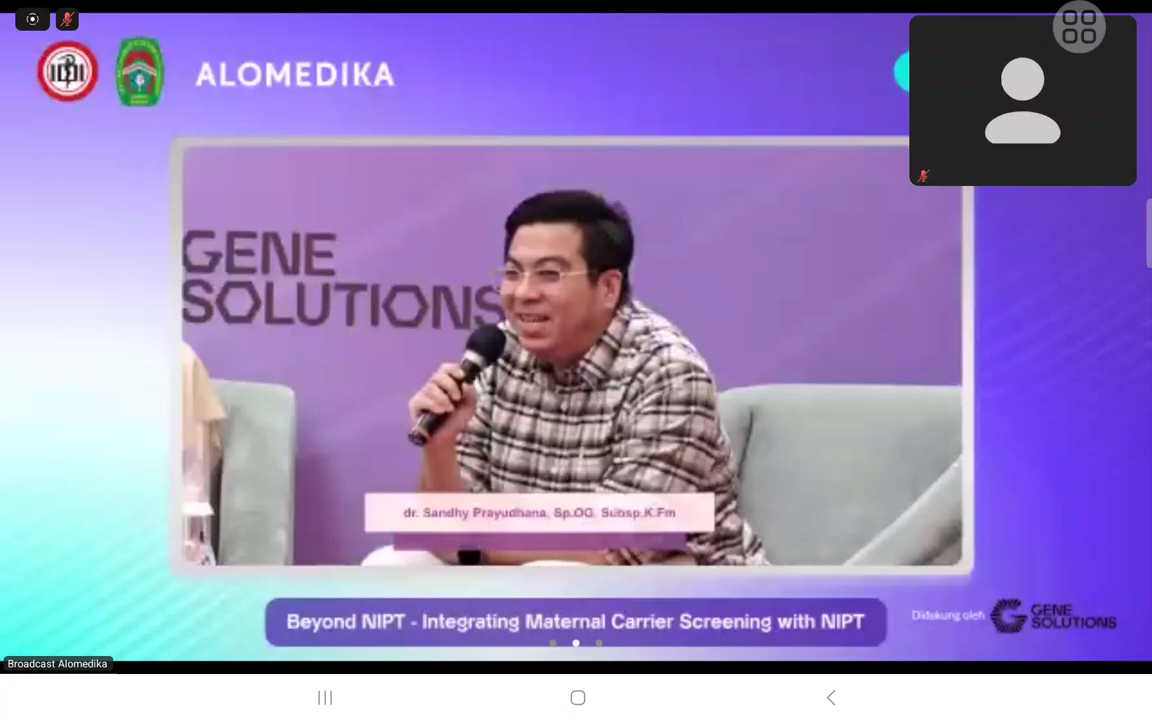 IDI
ALOMEDIKA
GENE
SOLUTIONS
dr. Sandhy Prayudhana, Sp.OG, Subsp.K.Fm
Beyond NIPT - Integrating Maternal Carrier Screening with NIPT
Didukung oleh
GENE
SOLUTIONS
Broadcast Alomedika